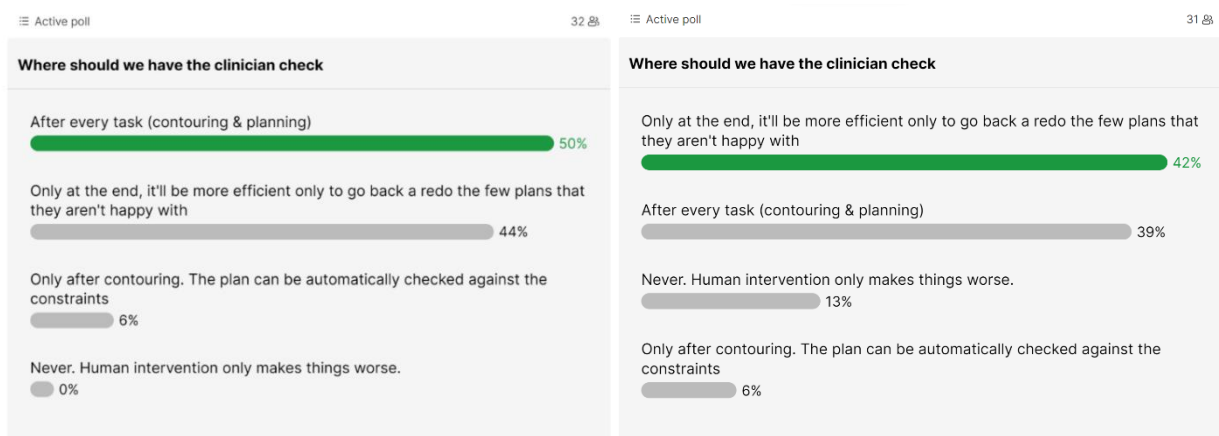 Active poll
32
Where should we have the clinician check
After every task (contouring & planning)
50%
Only at the end, it'll be more efficient only to go back a redo the few plans that
they aren't happy with
44%
Only after contouring. The plan can be automatically checked against the
constraints
6%
Never. Human intervention only makes things worse.
0%
Active poll
31
Where should we have the clinician check
Only at the end, it'll be more efficient only to go back a redo the few plans that
they aren't happy with
42%
After every task (contouring & planning)
39%
Never. Human intervention only makes things worse.
13%
Only after contouring. The plan can be automatically checked against the
constraints
6%